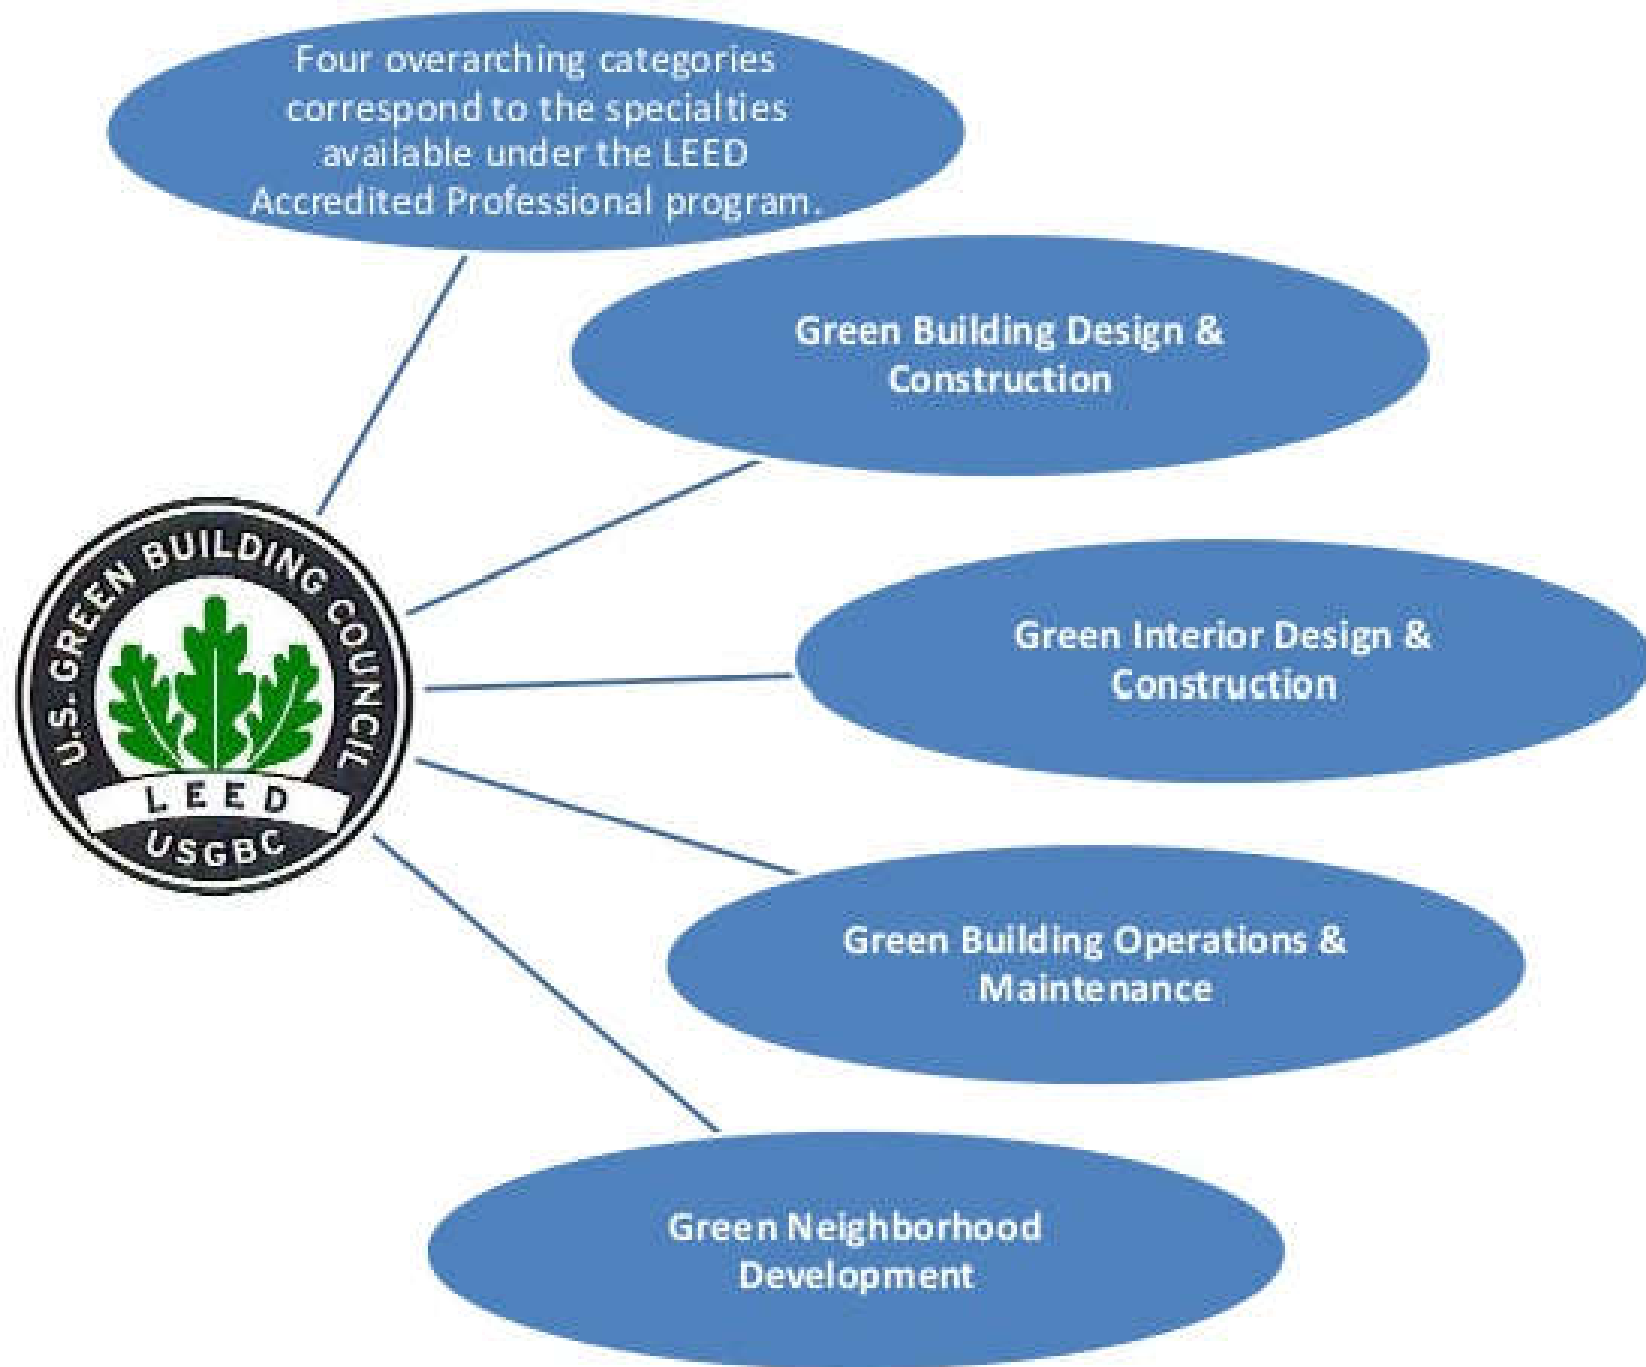 Four overarching categories
correspond to the specialties
available under the LEED
Accredited Professional program.
Green Building Design &
Construction
Green Interior Design &
Construction
U.S. GREEN BUILDING COUNCIL
LEED
USGBC
Green Building Operations &
Maintenance
Green Neighborhood
Development